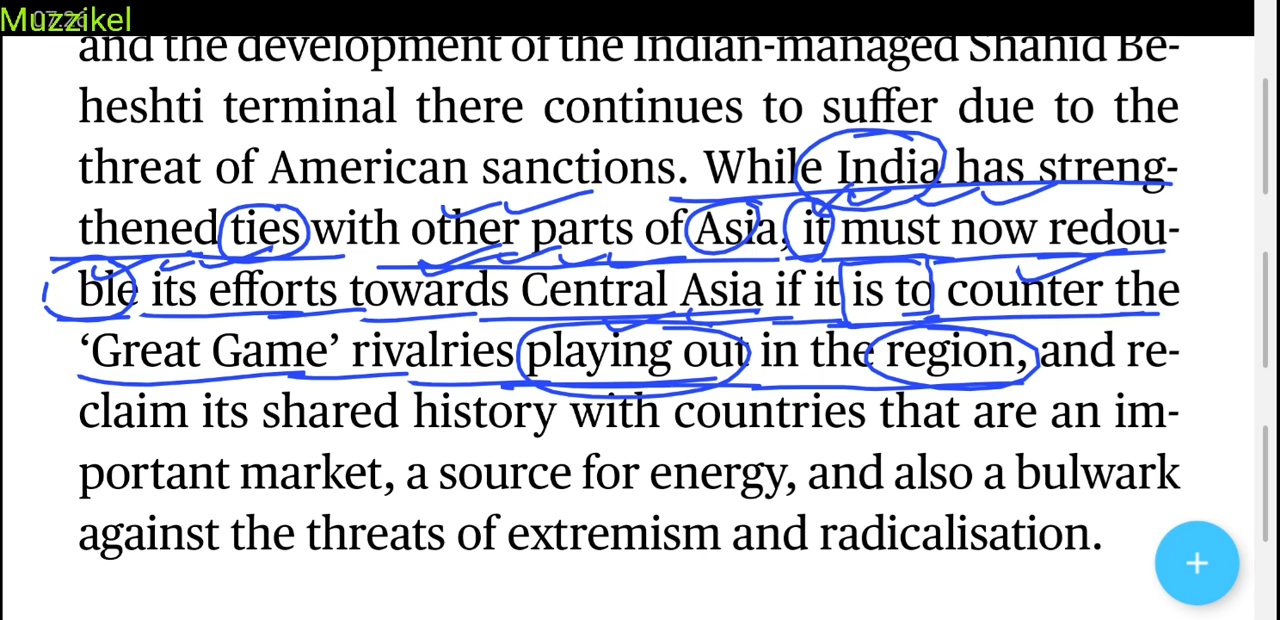 Muzzikel
and the development of the Indian-managed Shahid Be-
heshti terminal there continues to suffer due to the
threat of American sanctions. While India has streng-
thened ties with other parts of Asia, it must now redou-
ble its efforts towards Central Asia if it is to counter the
‘Great Game’ rivalries playing out in the region, and re-
claim its shared history with countries that are an im-
portant market, a source for energy, and also a bulwark
against the threats of extremism and radicalisation.
+